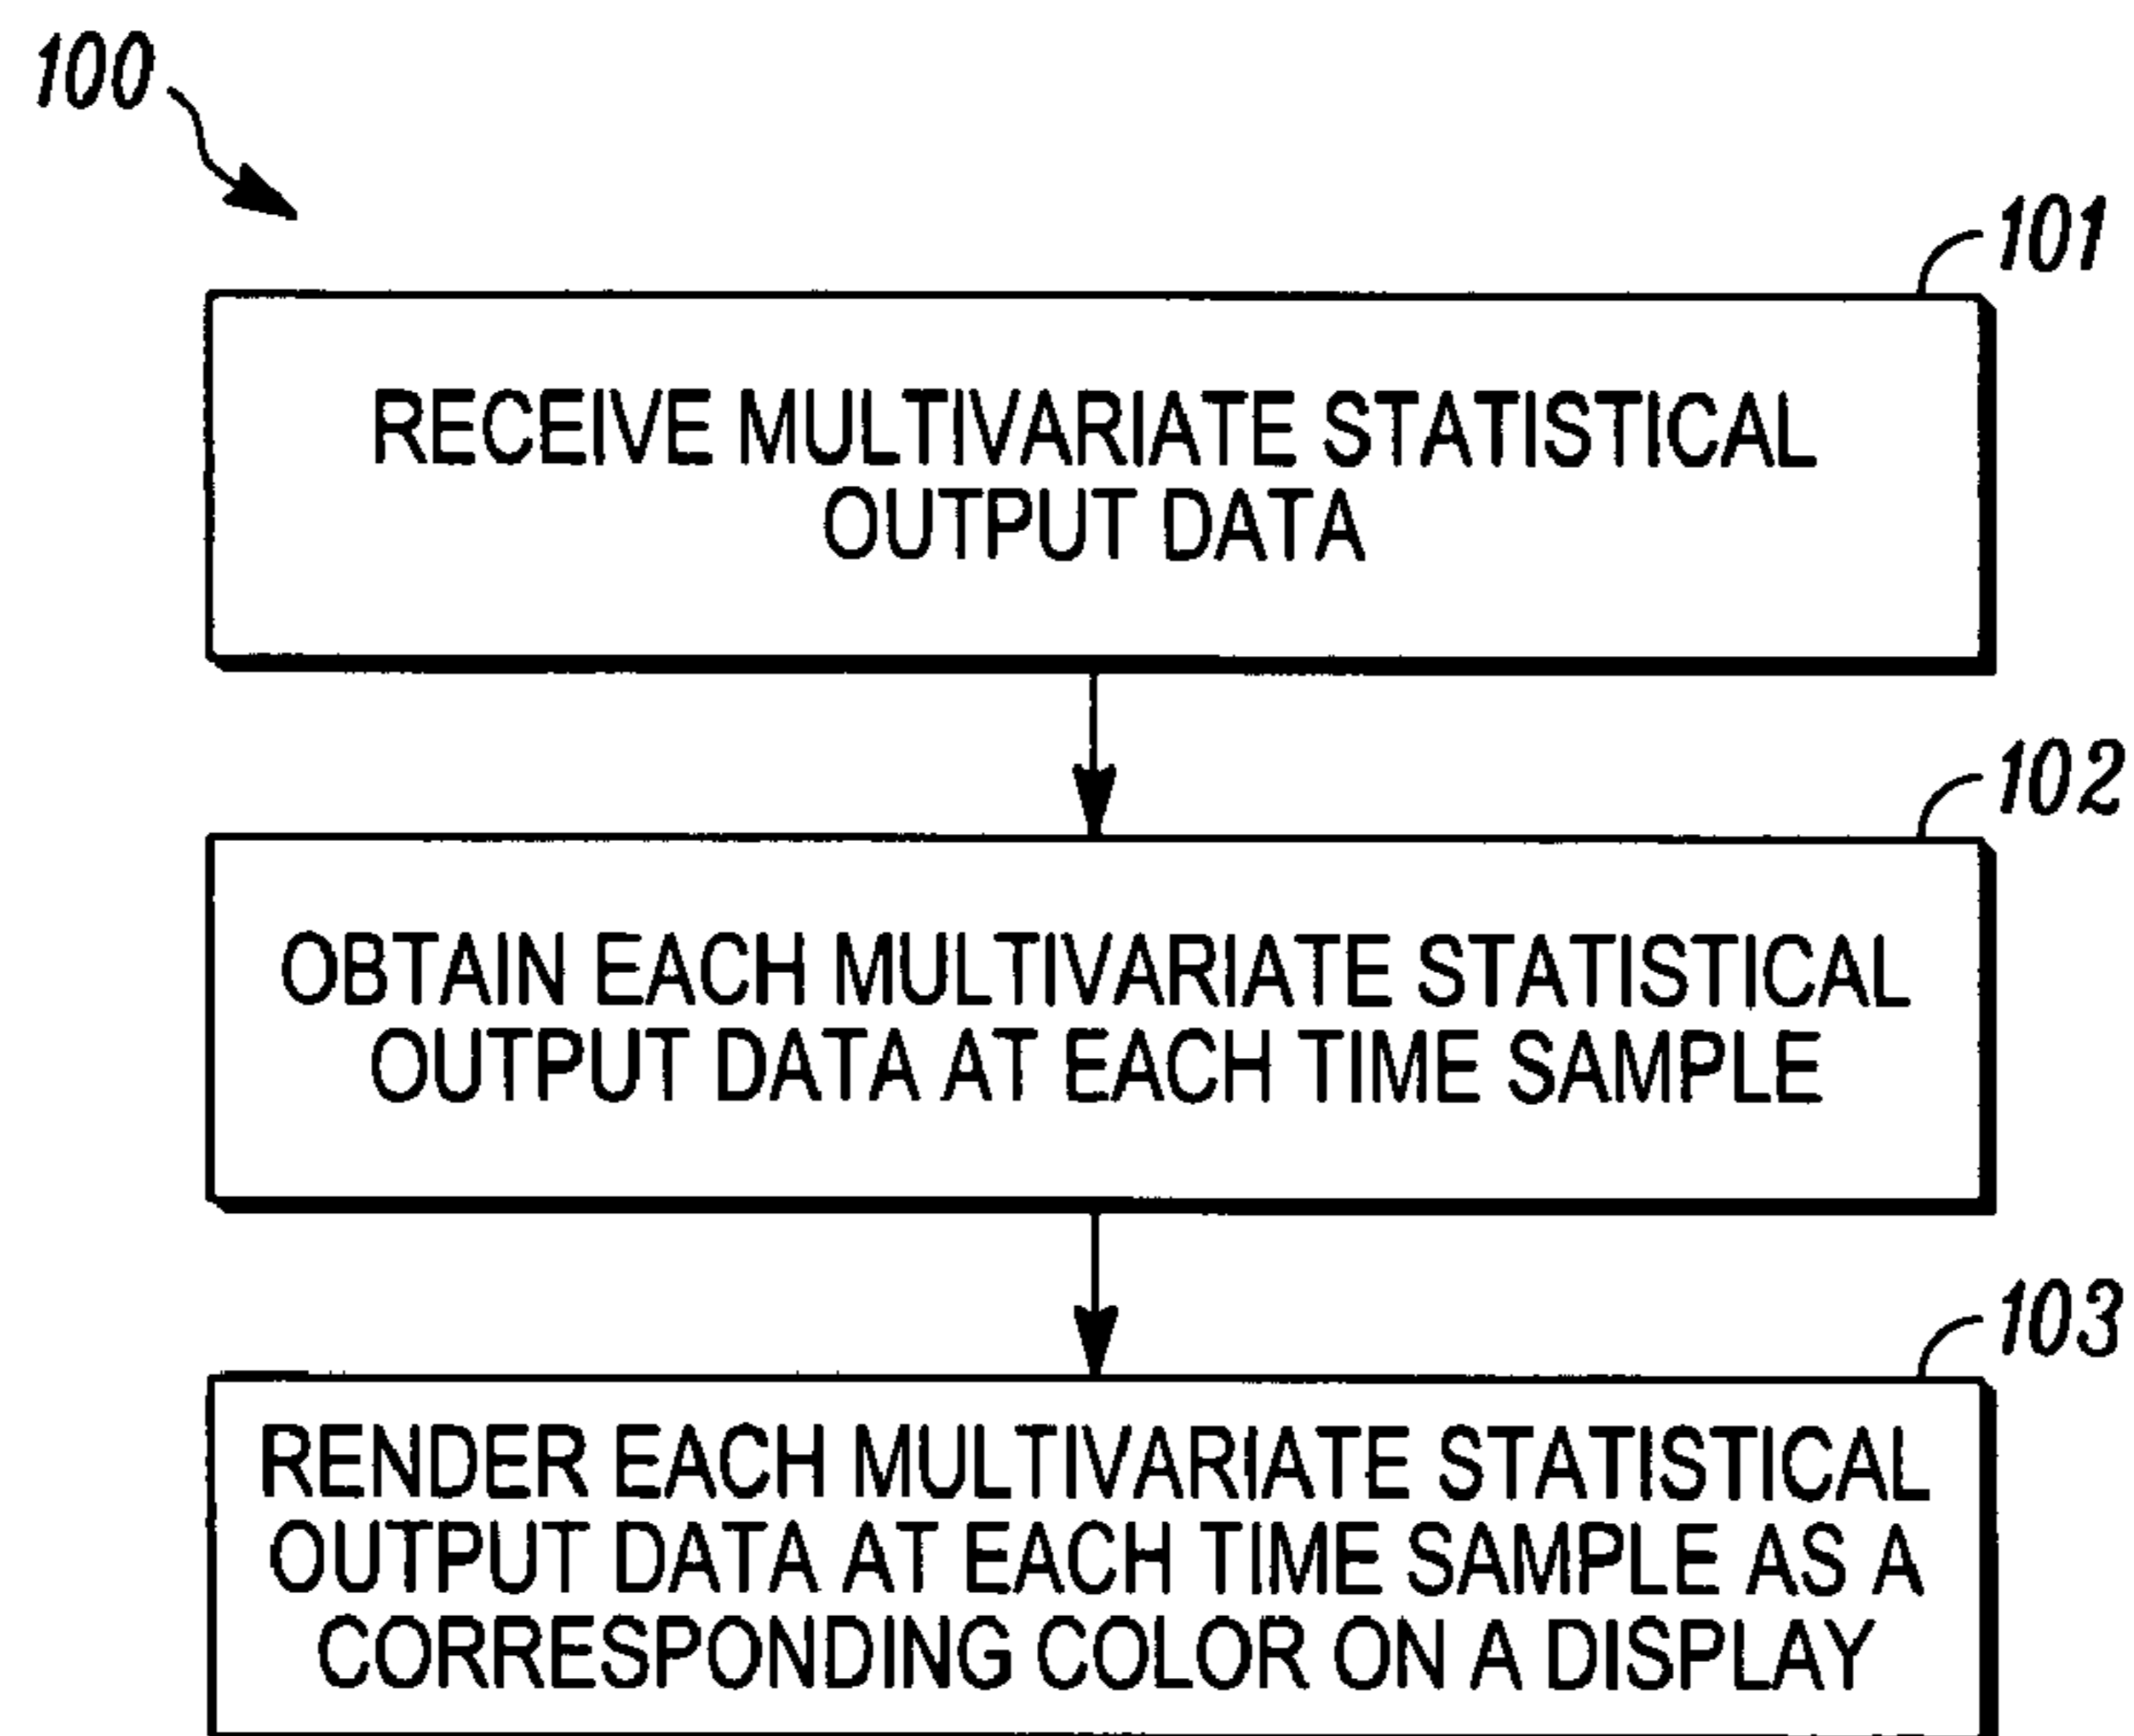 100
101
RECEIVE MULTIVARIATE STATISTICAL
OUTPUT DATA
102
OBTAIN EACH MULTIVARIATE STATISTICAL
OUTPUT DATA AT EACH TIME SAMPLE
103
RENDER EACH MULTIVARIATE STATISTICAL
OUTPUT DATA AT EACH TIME SAMPLE AS A
CORRESPONDING COLOR ON A DISPLAY